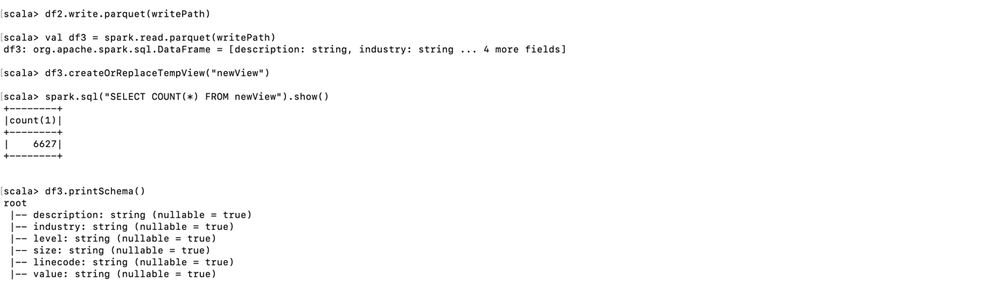 [scala> df2.write.parquet(writePath)
[scala> val df3 = spark.read.parquet(writePath)
df3: org.apache.spark.sql.DataFrame = [description: string, industry: string ... 4 more fields]
[scala> df3.createOrReplaceTempView("newView")
[scala> spark.sql("SELECT COUNT(*) FROM newView").show()
+--------+
|count(1)|
+--------+
|    6627|
+--------+
[scala> df3.printSchema()
root
 |-- description: string (nullable = true)
 |-- industry: string (nullable = true)
 |-- level: string (nullable = true)
 |-- size: string (nullable = true)
 |-- linecode: string (nullable = true)
 |-- value: string (nullable = true)